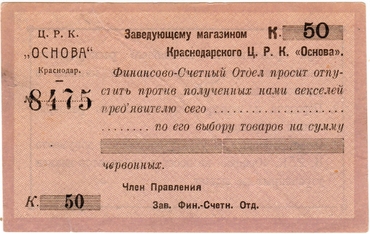 Ц. Р. К.
„ОСНОВА“
Краснодар.
№
8475
К. 50
Заведующему магазином К. 50
Краснодарского Ц. Р. К. «Основа».
Финансово-Счетный Отдел просит отпу-
стить против полученных нами векселей
пред'явителю сего
по его выбору товаров на сумму
червонных.
Член Правления
Зав. Фин.-Счетн. Отд.